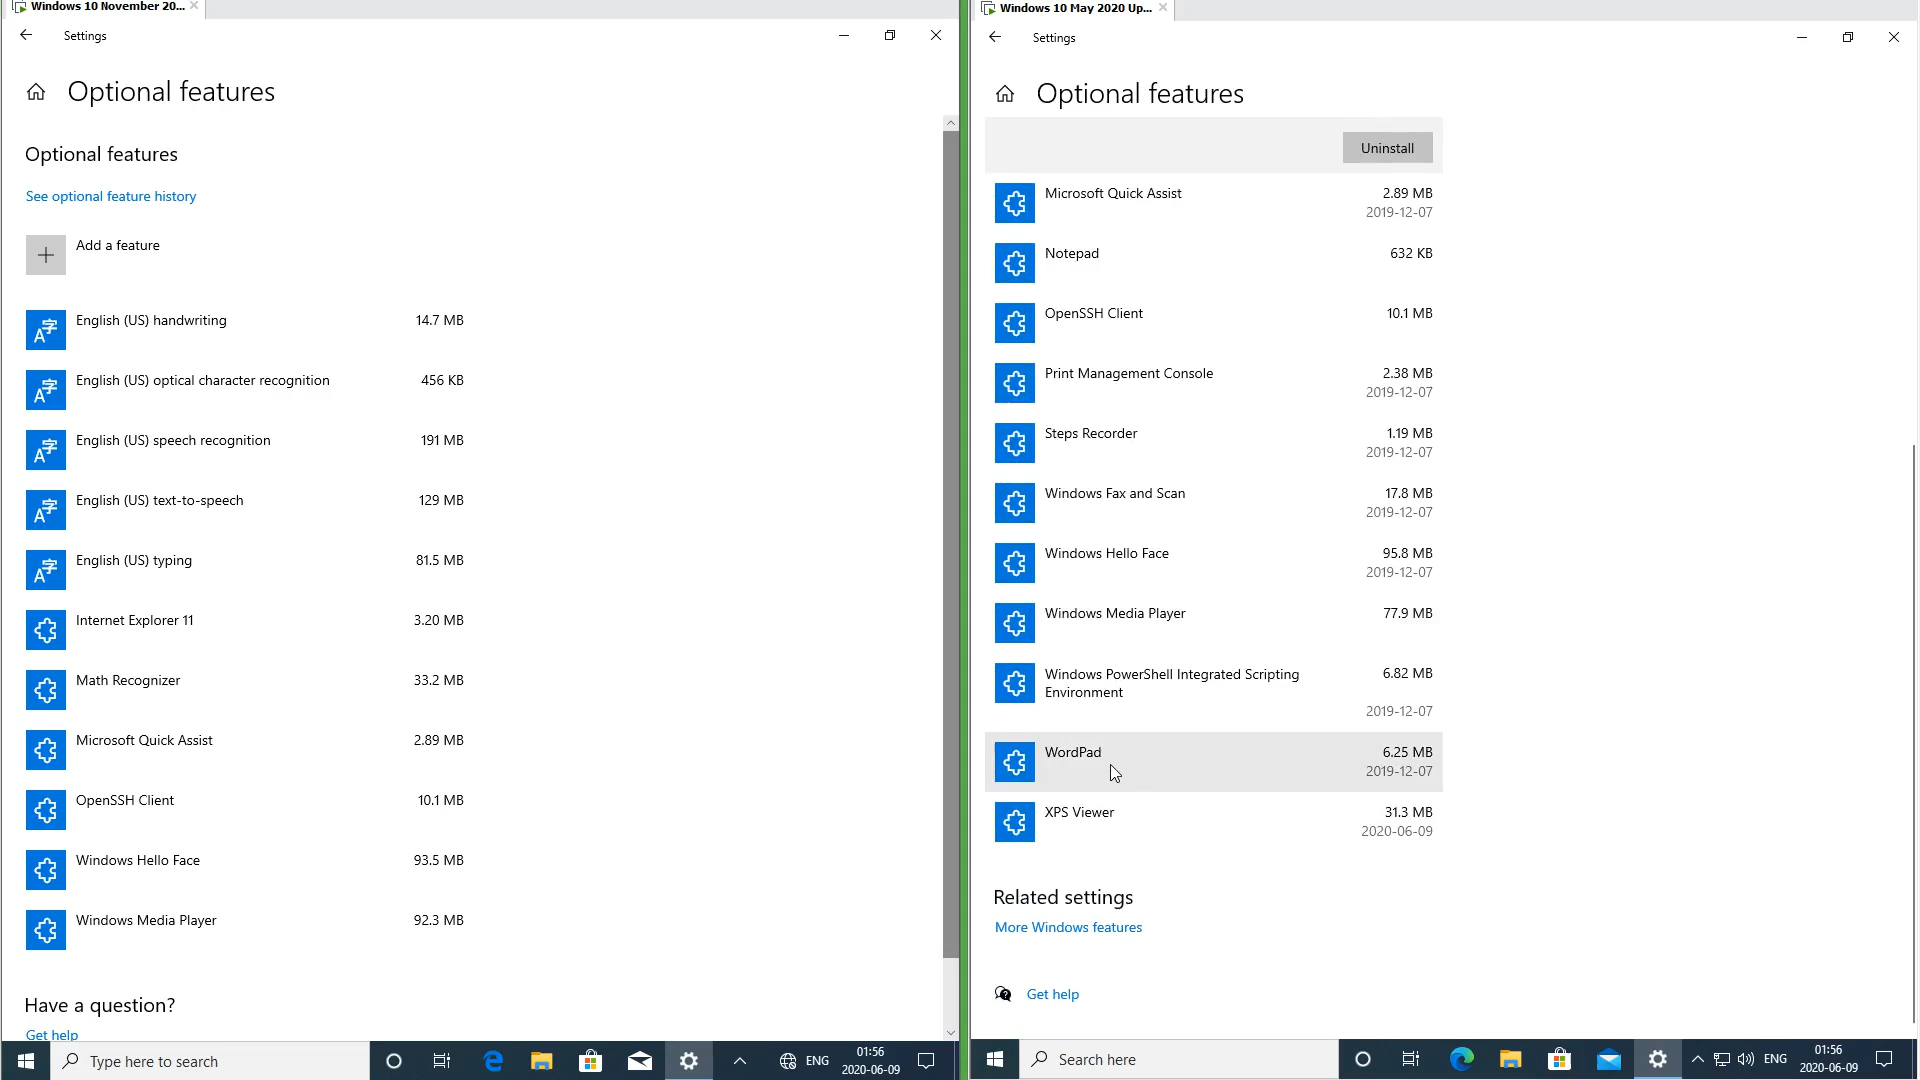 Windows 10 November 20...
Settings
Optional features
Optional features
See optional feature history
Add a feature
English (US) handwriting 14.7 MB
English (US) optical character recognition 456 KB
English (US) speech recognition 191 MB
English (US) text-to-speech 129 MB
English (US) typing 81.5 MB
Internet Explorer 11 3.20 MB
Math Recognizer 33.2 MB
Microsoft Quick Assist 2.89 MB
OpenSSH Client 10.1 MB
Windows Hello Face 93.5 MB
Windows Media Player 92.3 MB
Have a question?
Get help
Type here to search
ENG
01:56
2020-06-09
Windows 10 May 2020 Up...
Settings
Optional features
Uninstall
Microsoft Quick Assist 2.89 MB
2019-12-07
Notepad 632 KB
OpenSSH Client 10.1 MB
Print Management Console 2.38 MB
2019-12-07
Steps Recorder 1.19 MB
2019-12-07
Windows Fax and Scan 17.8 MB
2019-12-07
Windows Hello Face 95.8 MB
2019-12-07
Windows Media Player 77.9 MB
Windows PowerShell Integrated Scripting 6.82 MB
Environment
2019-12-07
WordPad 6.25 MB
2019-12-07
XPS Viewer 31.3 MB
2020-06-09
Related settings
More Windows features
Get help
Search here
ENG
01:56
2020-06-09